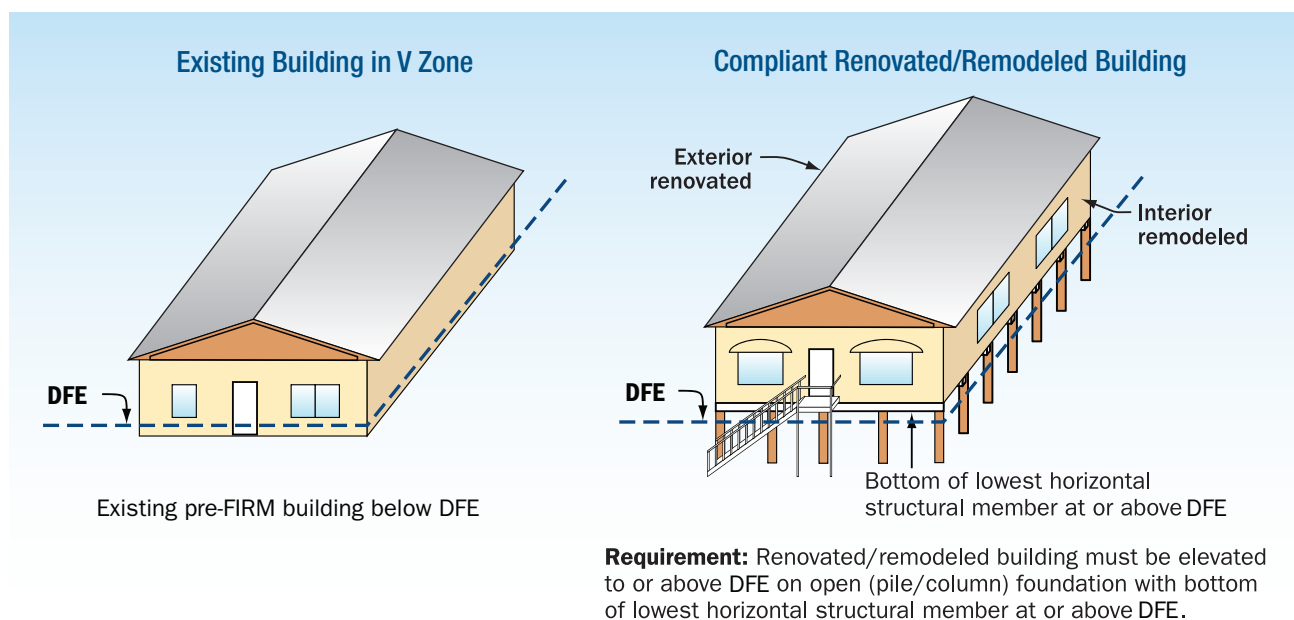 Existing Building in V Zone
DFE
Existing pre-FIRM building below DFE
Compliant Renovated/Remodeled Building
Exterior
renovated
Interior
remodeled
DFE
Bottom of lowest horizontal
structural member at or above DFE
Requirement: Renovated/remodeled building must be elevated
to or above DFE on open (pile/column) foundation with bottom
of lowest horizontal structural member at or above DFE.